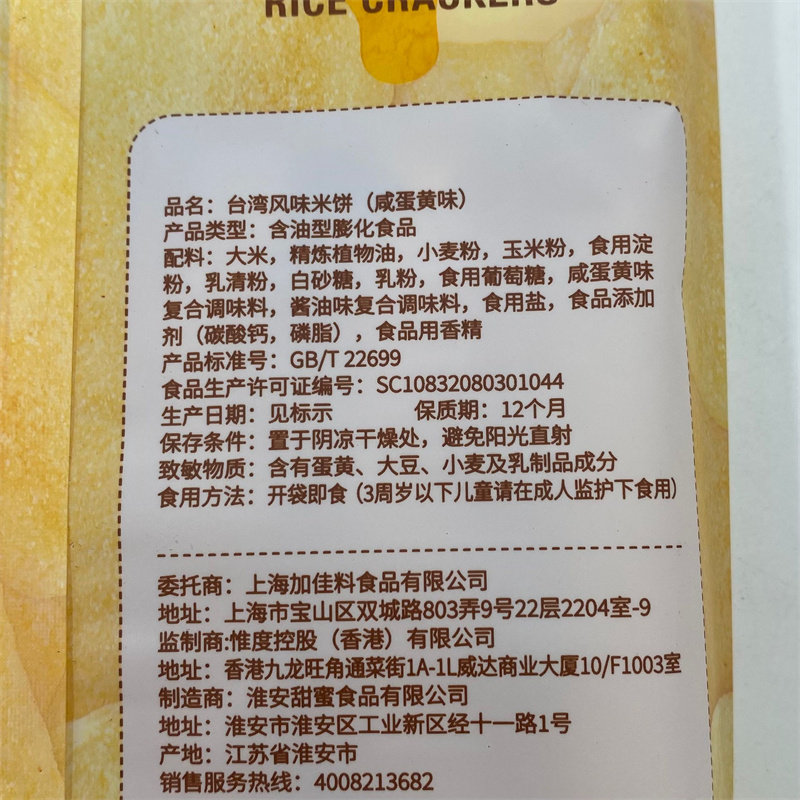 RICE CRACKERS
品名：台湾风味米饼（咸蛋黄味）
产品类型：含油型膨化食品
配料：大米，精炼植物油，小麦粉，玉米粉，食用淀
粉，乳清粉，白砂糖，乳粉，食用葡萄糖，咸蛋黄味
复合调味料，酱油味复合调味料，食用盐，食品添加
剂（碳酸钙，磷脂），食品用香精
产品标准号：GB/T 22699
食品生产许可证编号：SC10832080301044
生产日期：见标示 保质期：12个月
保存条件：置于阴凉干燥处，避免阳光直射
致敏物质：含有蛋黄、大豆、小麦及乳制品成分
食用方法：开袋即食（3周岁以下儿童请在成人监护下食用）
委托商：上海加佳料食品有限公司
地址：上海市宝山区双城路803弄9号22层2204室-9
监制商:惟度控股（香港）有限公司
地址：香港九龙旺角通菜街1A-1L威达商业大厦10/F1003室
制造商：淮安甜蜜食品有限公司
地址：淮安市淮安区工业新区经十一路1号
产地：江苏省淮安市
销售服务热线：4008213682